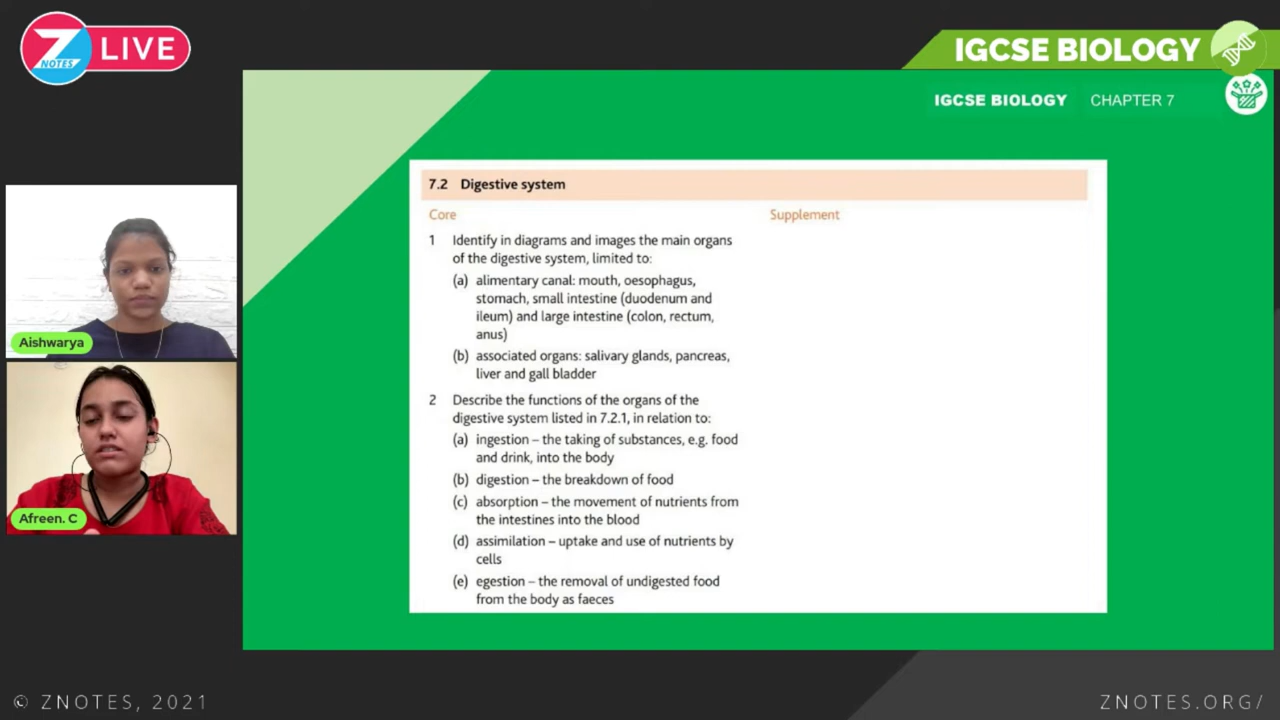 Z NOTES LIVE
IGCSE BIOLOGY
IGCSE BIOLOGY CHAPTER 7
7.2 Digestive system
Core Supplement
1 Identify in diagrams and images the main organs
of the digestive system, limited to:
(a) alimentary canal: mouth, oesophagus,
stomach, small intestine (duodenum and
ileum) and large intestine (colon, rectum,
anus)
(b) associated organs: salivary glands, pancreas,
liver and gall bladder
2 Describe the functions of the organs of the
digestive system listed in 7.2.1, in relation to:
(a) ingestion – the taking of substances, e.g. food
and drink, into the body
(b) digestion – the breakdown of food
(c) absorption – the movement of nutrients from
the intestines into the blood
(d) assimilation – uptake and use of nutrients by
cells
(e) egestion – the removal of undigested food
from the body as faeces
Aishwarya
Afreen. C
© ZNOTES, 2021
ZNOTES.ORG/